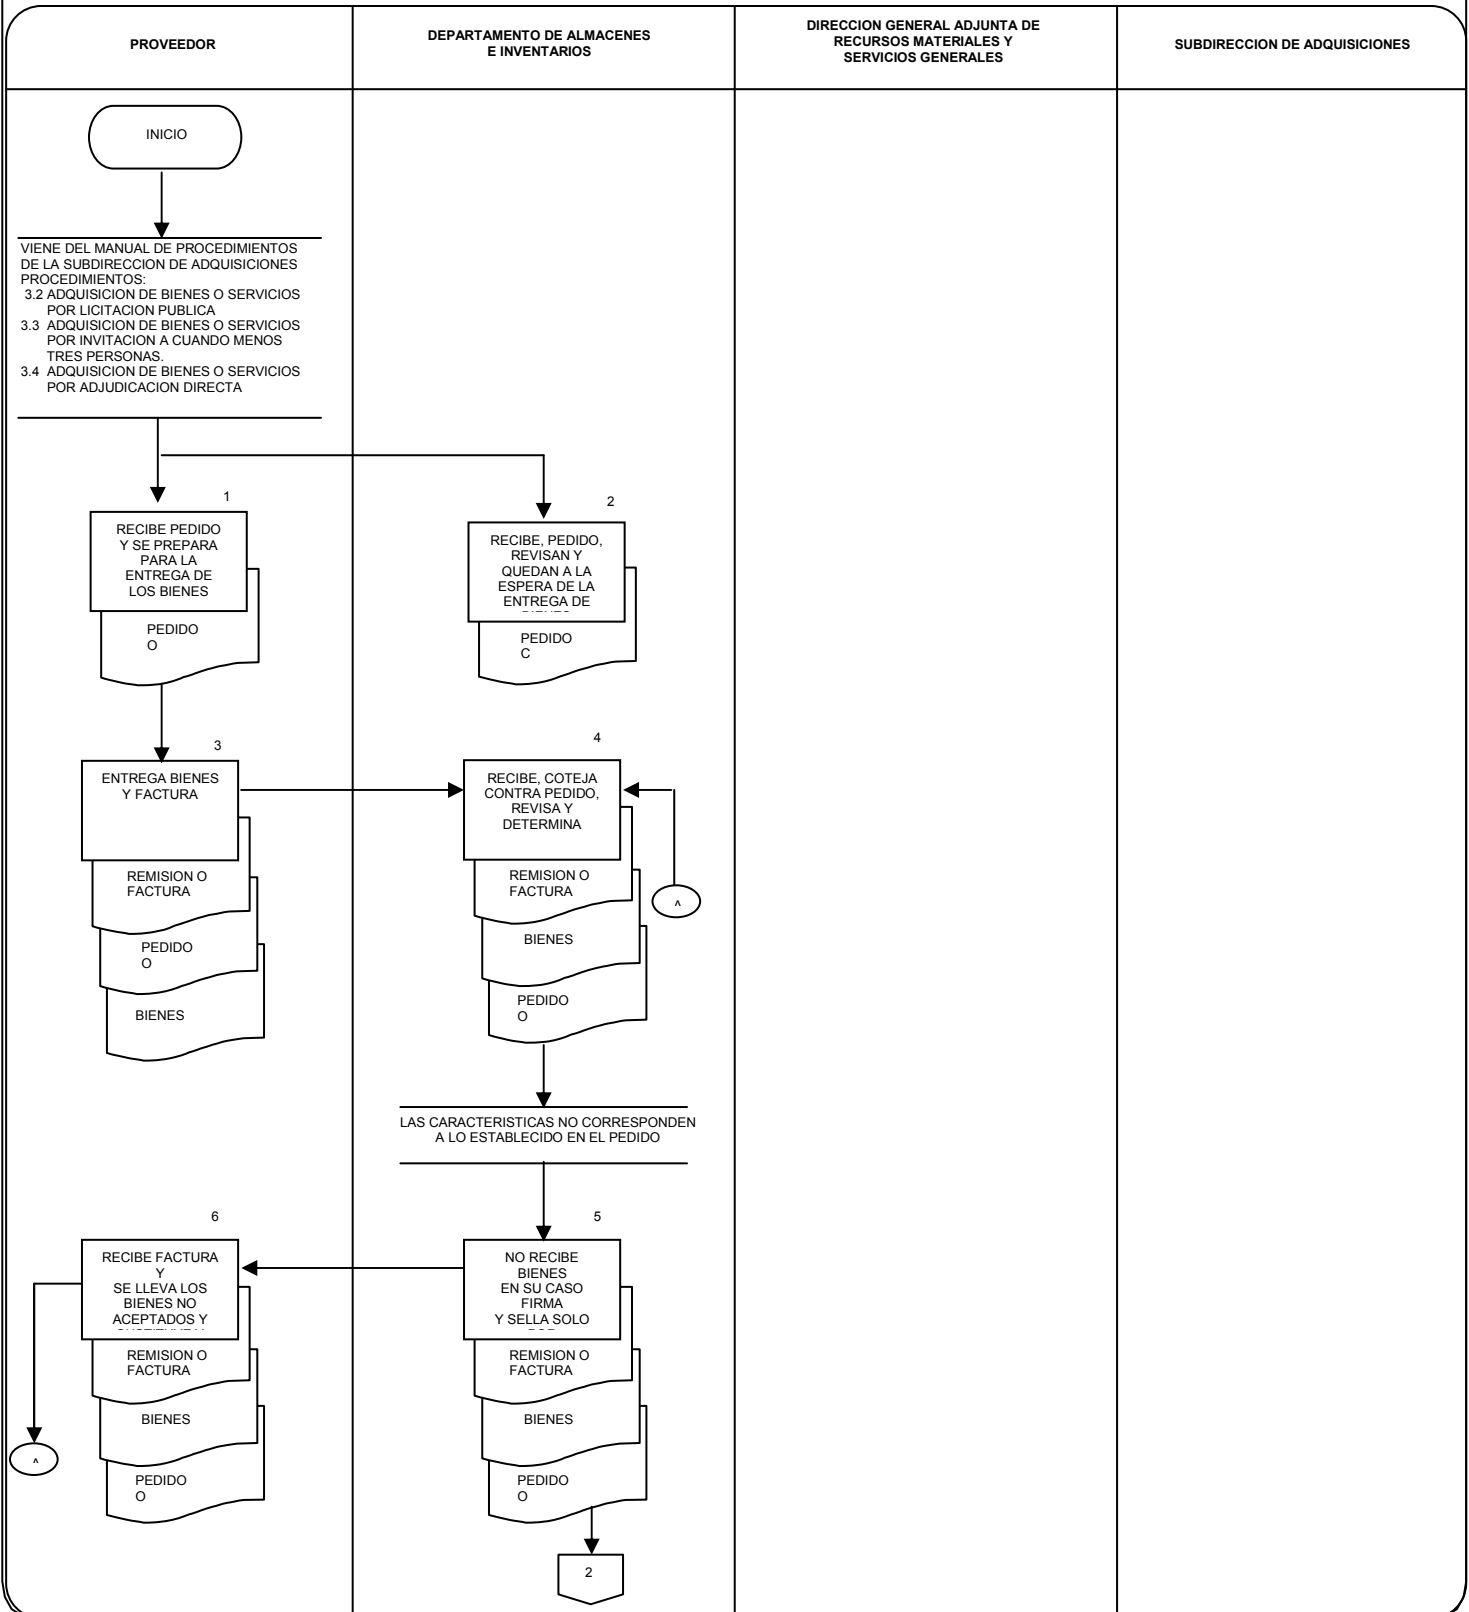 PROVEEDOR
DEPARTAMENTO DE ALMACENES
E INVENTARIOS
DIRECCION GENERAL ADJUNTA DE
RECURSOS MATERIALES Y
SERVICIOS GENERALES
SUBDIRECCION DE ADQUISICIONES
INICIO
VIENE DEL MANUAL DE PROCEDIMIENTOS
DE LA SUBDIRECCION DE ADQUISICIONES
PROCEDIMIENTOS:
3.2 ADQUISICION DE BIENES O SERVICIOS
POR LICITACION PUBLICA
3.3 ADQUISICION DE BIENES O SERVICIOS
POR INVITACION A CUANDO MENOS
TRES PERSONAS.
3.4 ADQUISICION DE BIENES O SERVICIOS
POR ADJUDICACION DIRECTA
1
RECIBE PEDIDO
Y SE PREPARA
PARA LA
ENTREGA DE
LOS BIENES
PEDIDO
O
2
RECIBE, PEDIDO,
REVISAN Y
QUEDAN A LA
ESPERA DE LA
ENTREGA DE
PEDIDO
C
3
ENTREGA BIENES
Y FACTURA
REMISION O
FACTURA
PEDIDO
O
BIENES
4
RECIBE, COTEJA
CONTRA PEDIDO,
REVISA Y
DETERMINA
REMISION O
FACTURA
BIENES
PEDIDO
O
LAS CARACTERISTICAS NO CORRESPONDEN
A LO ESTABLECIDO EN EL PEDIDO
6
RECIBE FACTURA
Y
SE LLEVA LOS
BIENES NO
ACEPTADOS Y
REMISION O
FACTURA
BIENES
PEDIDO
O
5
NO RECIBE
BIENES
EN SU CASO
FIRMA
Y SELLA SOLO
REMISION O
FACTURA
BIENES
PEDIDO
O
2